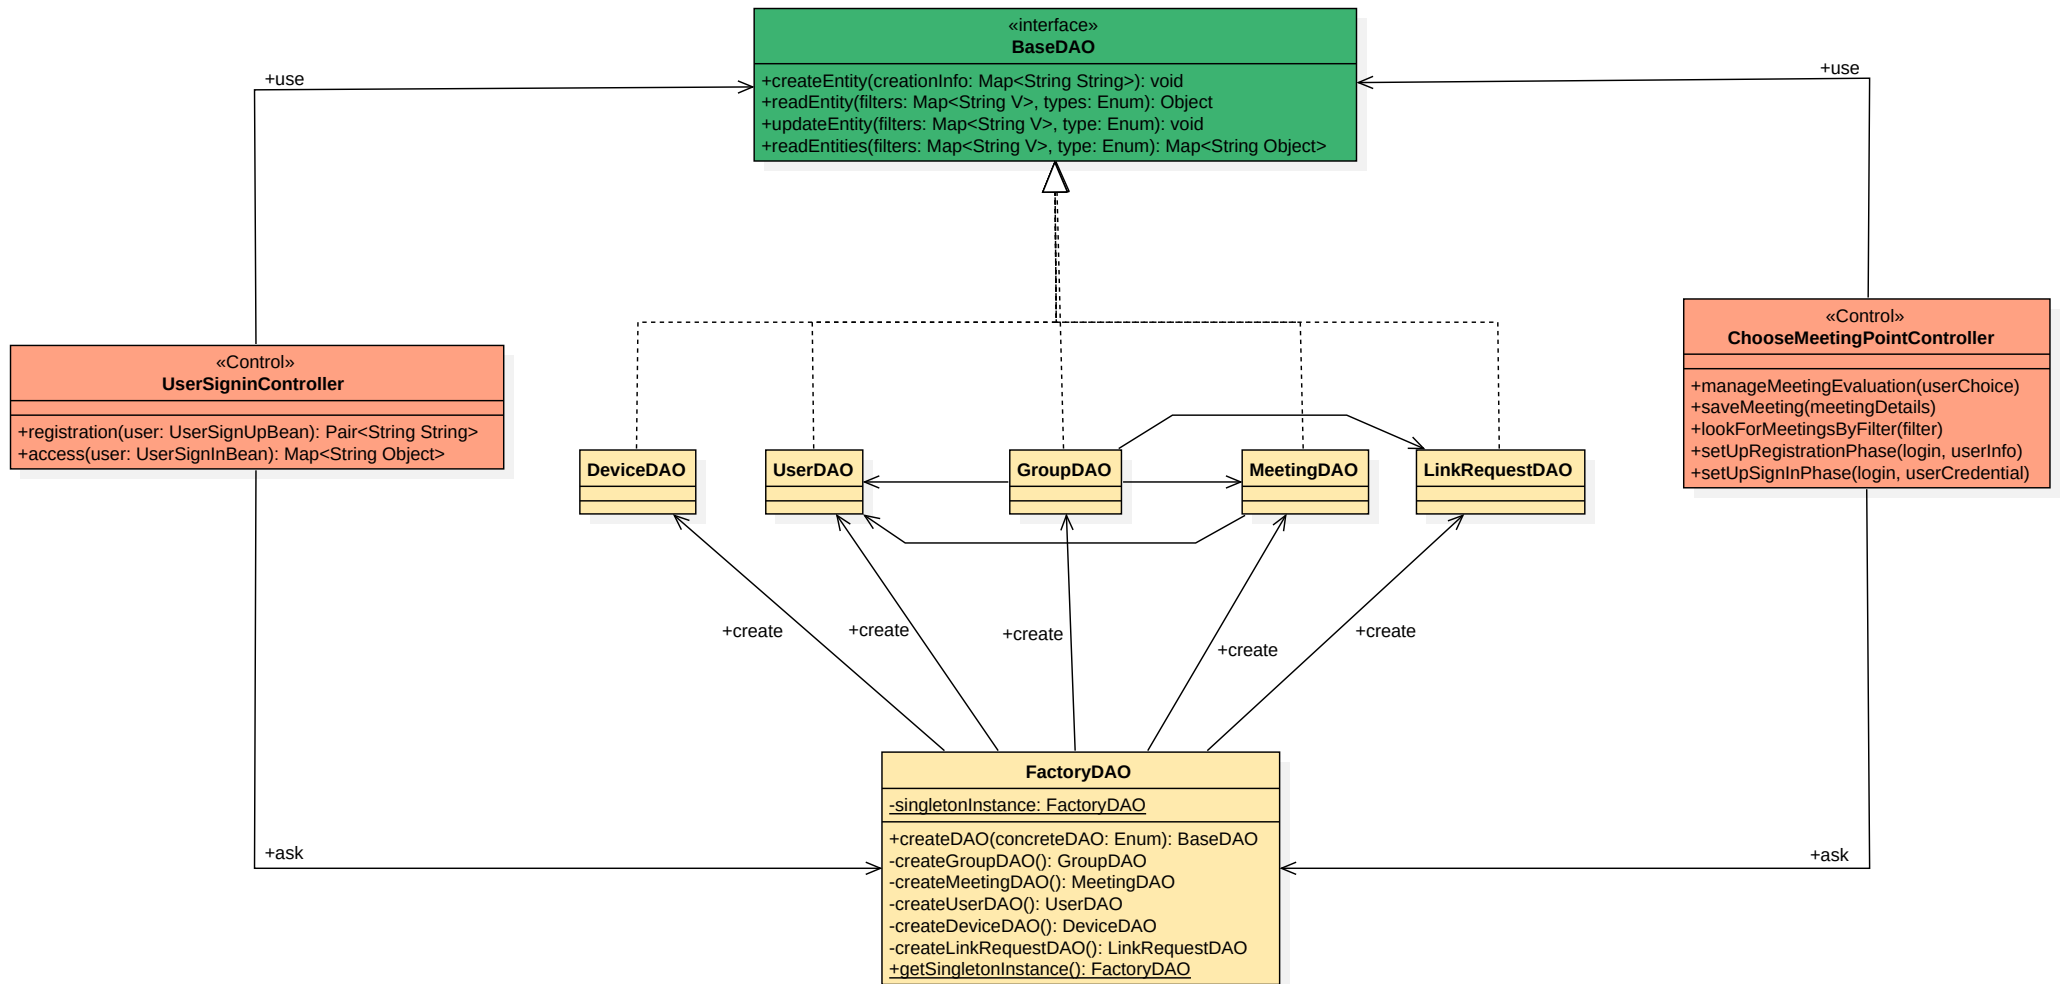 «interface»
BaseDAO
+createEntity(creationInfo: Map<String String>): void
+readEntity(filters: Map<String V>, types: Enum): Object
+updateEntity(filters: Map<String V>, type: Enum): void
+readEntities(filters: Map<String V>, type: Enum): Map<String Object>
+use
+use
«Control»
UserSigninController
+registration(user: UserSignUpBean): Pair<String String>
+access(user: UserSignInBean): Map<String Object>
«Control»
ChooseMeetingPointController
+manageMeetingEvaluation(userChoice)
+saveMeeting(meetingDetails)
+lookForMeetingsByFilter(filter)
+setUpRegistrationPhase(login, userInfo)
+setUpSignInPhase(login, userCredential)
DeviceDAO
UserDAO
GroupDAO
MeetingDAO
LinkRequestDAO
+create
+create
+create
+create
+create
+ask
+ask
FactoryDAO
-singletonInstance: FactoryDAO
+createDAO(concreteDAO: Enum): BaseDAO
-createGroupDAO(): GroupDAO
-createMeetingDAO(): MeetingDAO
-createUserDAO(): UserDAO
-createDeviceDAO(): DeviceDAO
-createLinkRequestDAO(): LinkRequestDAO
+getSingletonInstance(): FactoryDAO